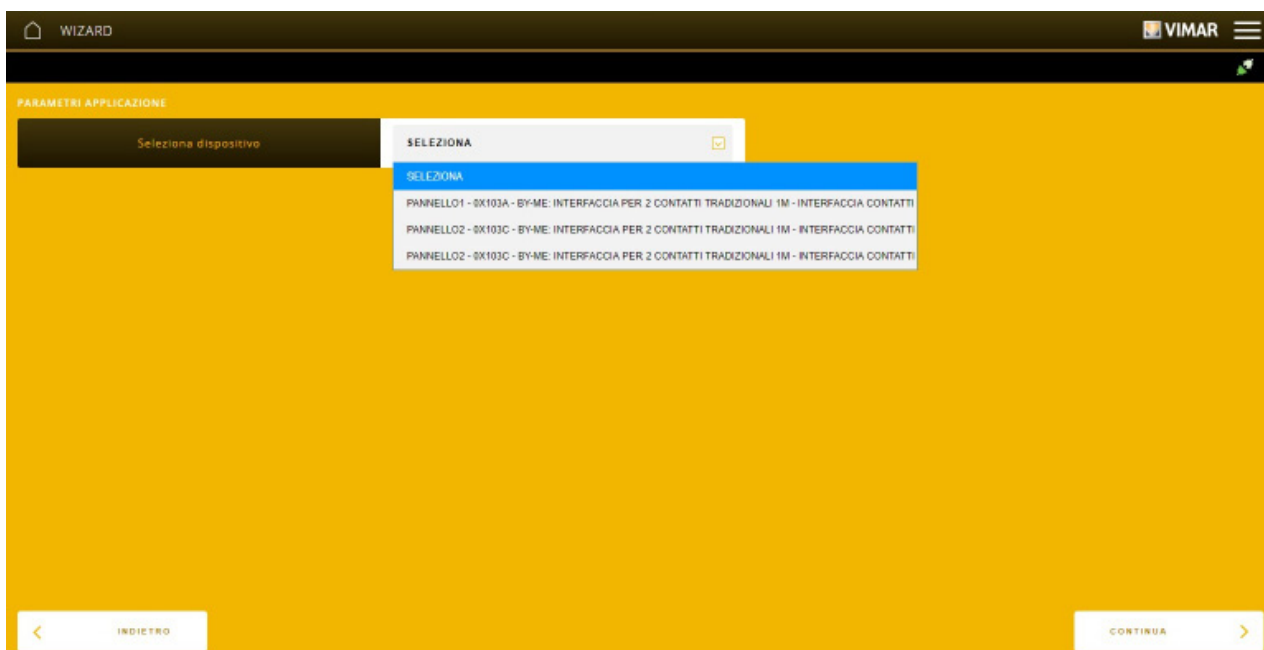 WIZARD
VIMAR
PARAMETRI APPLICAZIONE
Seleziona dispositivo
SELEZIONA
SELEZIONA
PANNELLO1 - 0X103A - BY-ME: INTERFACCIA PER 2 CONTATTI TRADIZIONALI 1M - INTERFACCIA CONTATTI
PANNELLO2 - 0X103C - BY-ME: INTERFACCIA PER 2 CONTATTI TRADIZIONALI 1M - INTERFACCIA CONTATTI
PANNELLO2 - 0X103C - BY-ME: INTERFACCIA PER 2 CONTATTI TRADIZIONALI 1M - INTERFACCIA CONTATTI
INDIETRO
CONTINUA